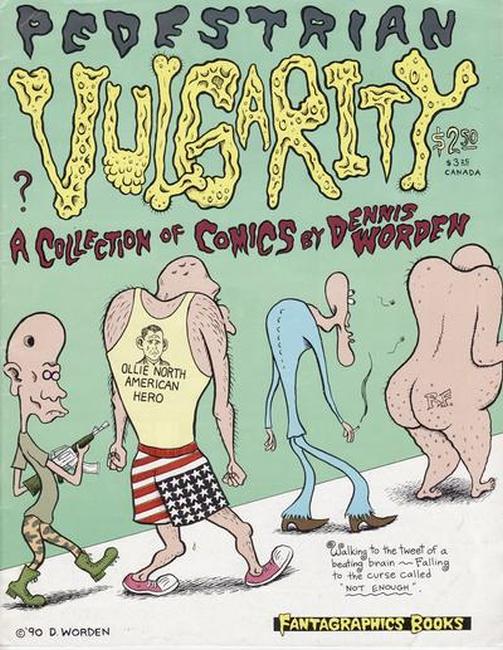 PEDESTRIAN
VULGARITY
$2.50
$3.25
CANADA
?
A COLLECTION OF COMICS BY DENNIS WORDEN
OLLIE NORTH
AMERICAN
HERO
R.F.
Walking to the tweet of a
beating brain ~ Falling
to the curse called
"NOT ENOUGH".
©'90 D. WORDEN
FANTAGRAPHICS BOOKS